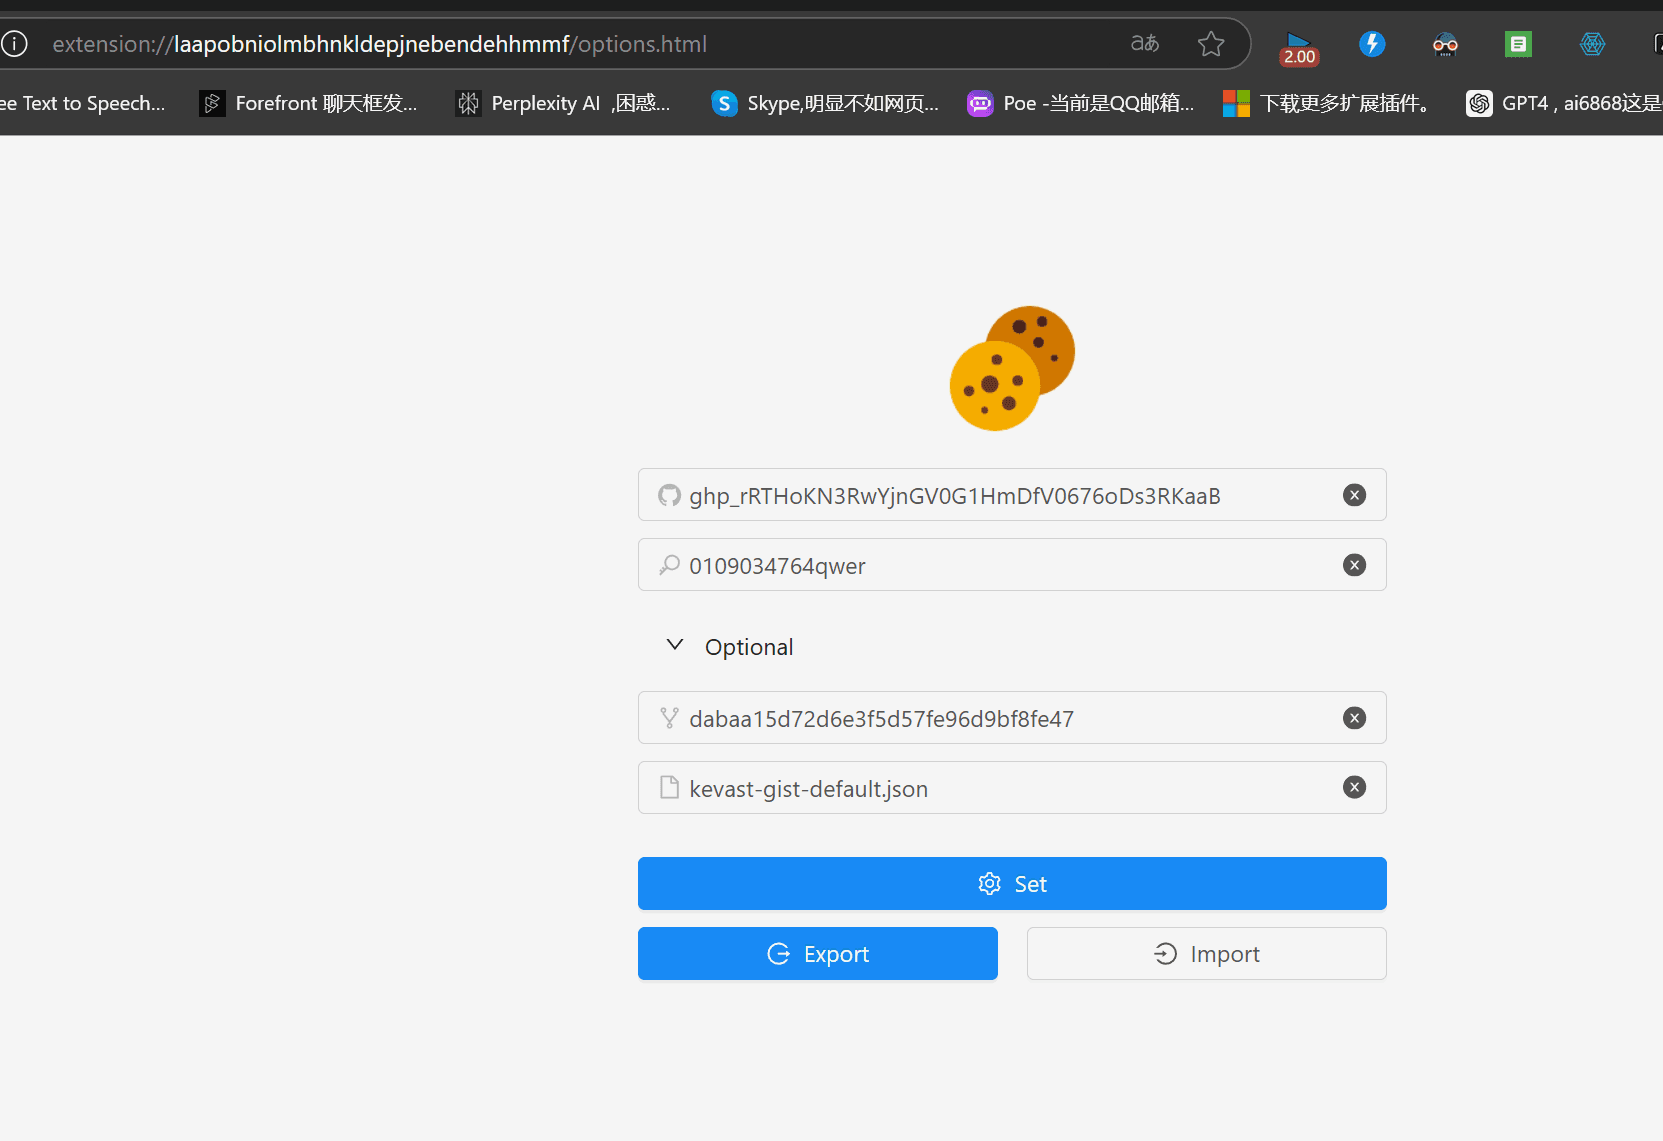 extension://laapobniolmbhnkldepjnebendehhmmf/options.html
aあ
2.00
ee Text to Speech...
Forefront 聊天框发...
Perplexity AI ,困惑...
Skype,明显不如网页...
Poe -当前是QQ邮箱...
下载更多扩展插件。
GPT4 , ai6868这是
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
0109034764qwer
Optional
dabaa15d72d6e3f5d57fe96d9bf8fe47
kevast-gist-default.json
Set
Export
Import